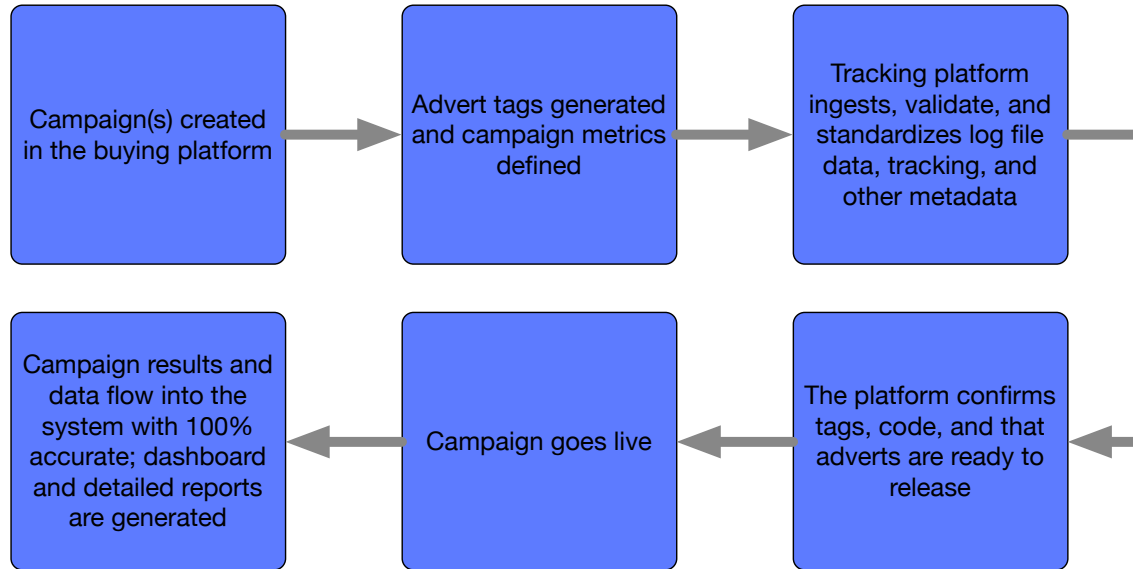 Campaign(s) created
in the buying platform
Advert tags generated
and campaign metrics
defined
Tracking platform
ingests, validate, and
standardizes log file
data, tracking, and
other metadata
The platform confirms
tags, code, and that
adverts are ready to
release
Campaign goes live
Campaign results and
data flow into the
system with 100%
accurate; dashboard
and detailed reports
are generated